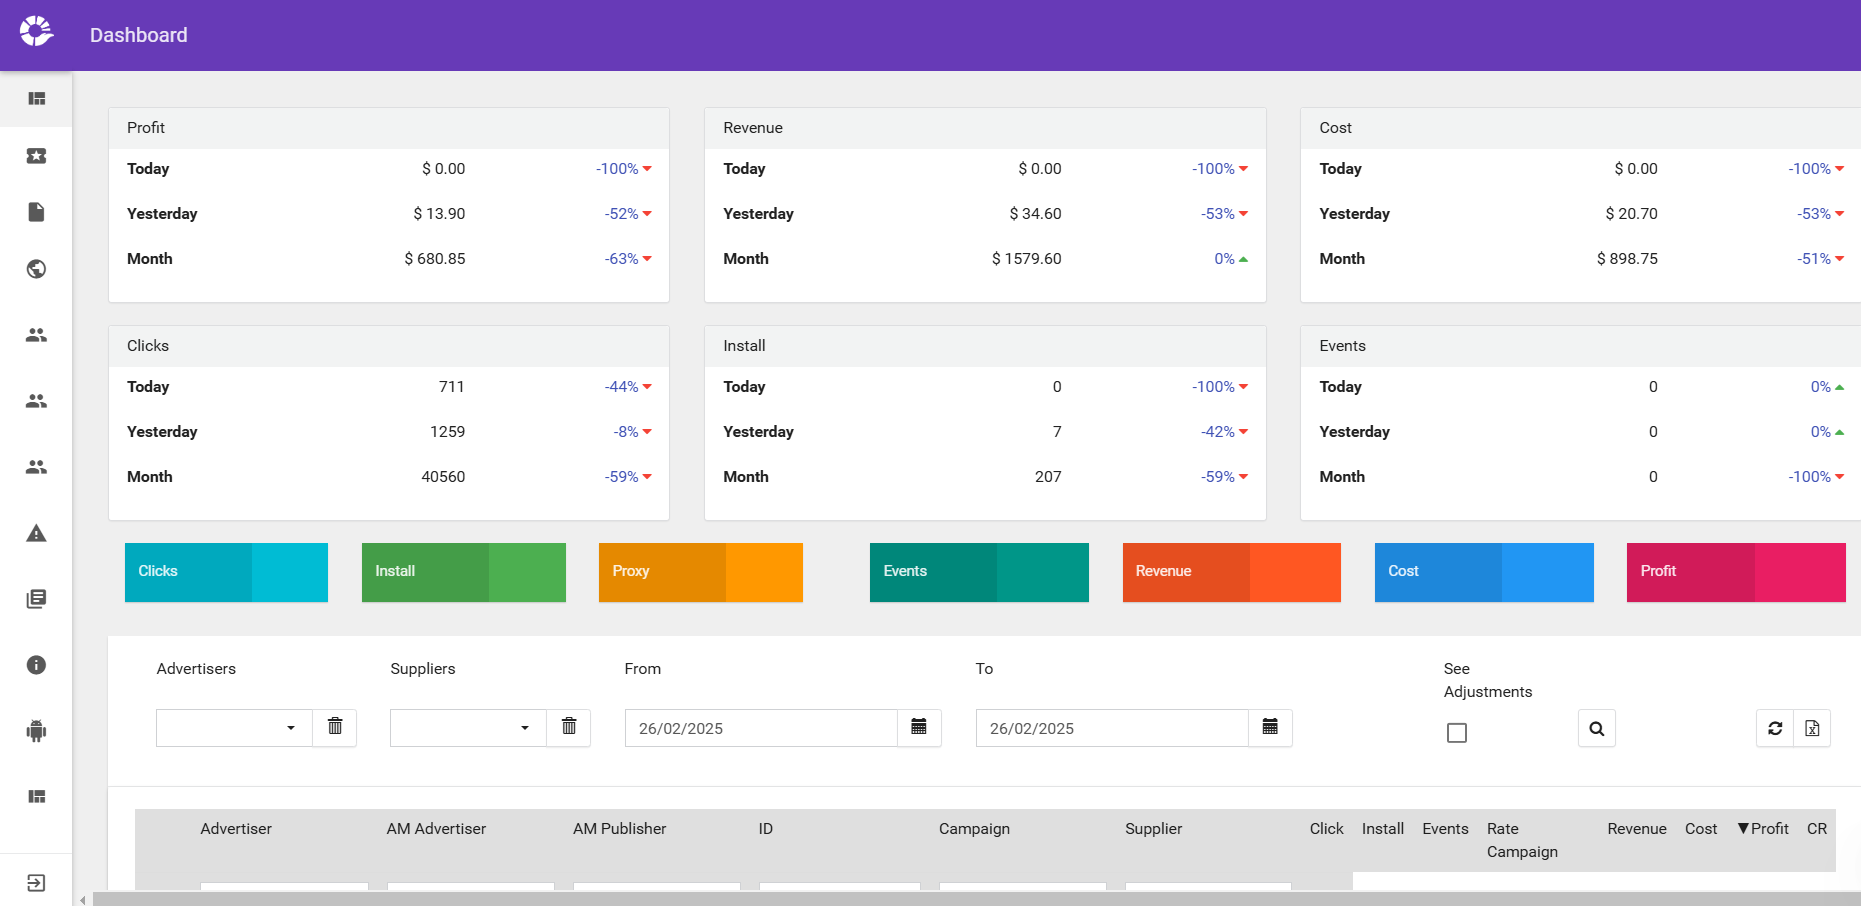 Dashboard
Profit
Today $ 0.00 -100%
Yesterday $ 13.90 -52%
Month $ 680.85 -63%
Revenue
Today $ 0.00 -100%
Yesterday $ 34.60 -53%
Month $ 1579.60 0%
Cost
Today $ 0.00 -100%
Yesterday $ 20.70 -53%
Month $ 898.75 -51%
Clicks
Today 711 -44%
Yesterday 1259 -8%
Month 40560 -59%
Install
Today 0 -100%
Yesterday 7 -42%
Month 207 -59%
Events
Today 0 0%
Yesterday 0 0%
Month 0 -100%
Clicks Install Proxy Events Revenue Cost Profit
Advertisers Suppliers From To See
Adjustments
26/02/2025 26/02/2025
Advertiser AM Advertiser AM Publisher ID Campaign Supplier Click Install Events Rate Revenue Cost ▼Profit CR
Campaign